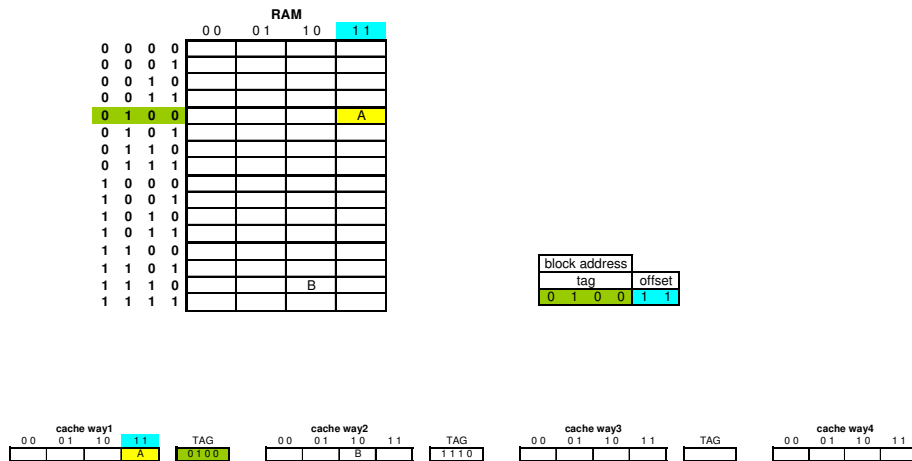 RAM
0 0 0 1 1 0 1 1
0 0 0 0
0 0 0 1
0 0 1 0
0 0 1 1
0 1 0 0 A
0 1 0 1
0 1 1 0
0 1 1 1
1 0 0 0
1 0 0 1
1 0 1 0
1 0 1 1
1 1 0 0
1 1 0 1
1 1 1 0 B
1 1 1 1
block address
tag offset
0 1 0 0 1 1
cache way1 cache way2 cache way3 cache way4
0 0 0 1 1 0 1 1 TAG 0 0 0 1 1 0 1 1 TAG 0 0 0 1 1 0 1 1 TAG 0 0 0 1 1 0 1 1
A 0 1 0 0 B 1 1 1 0